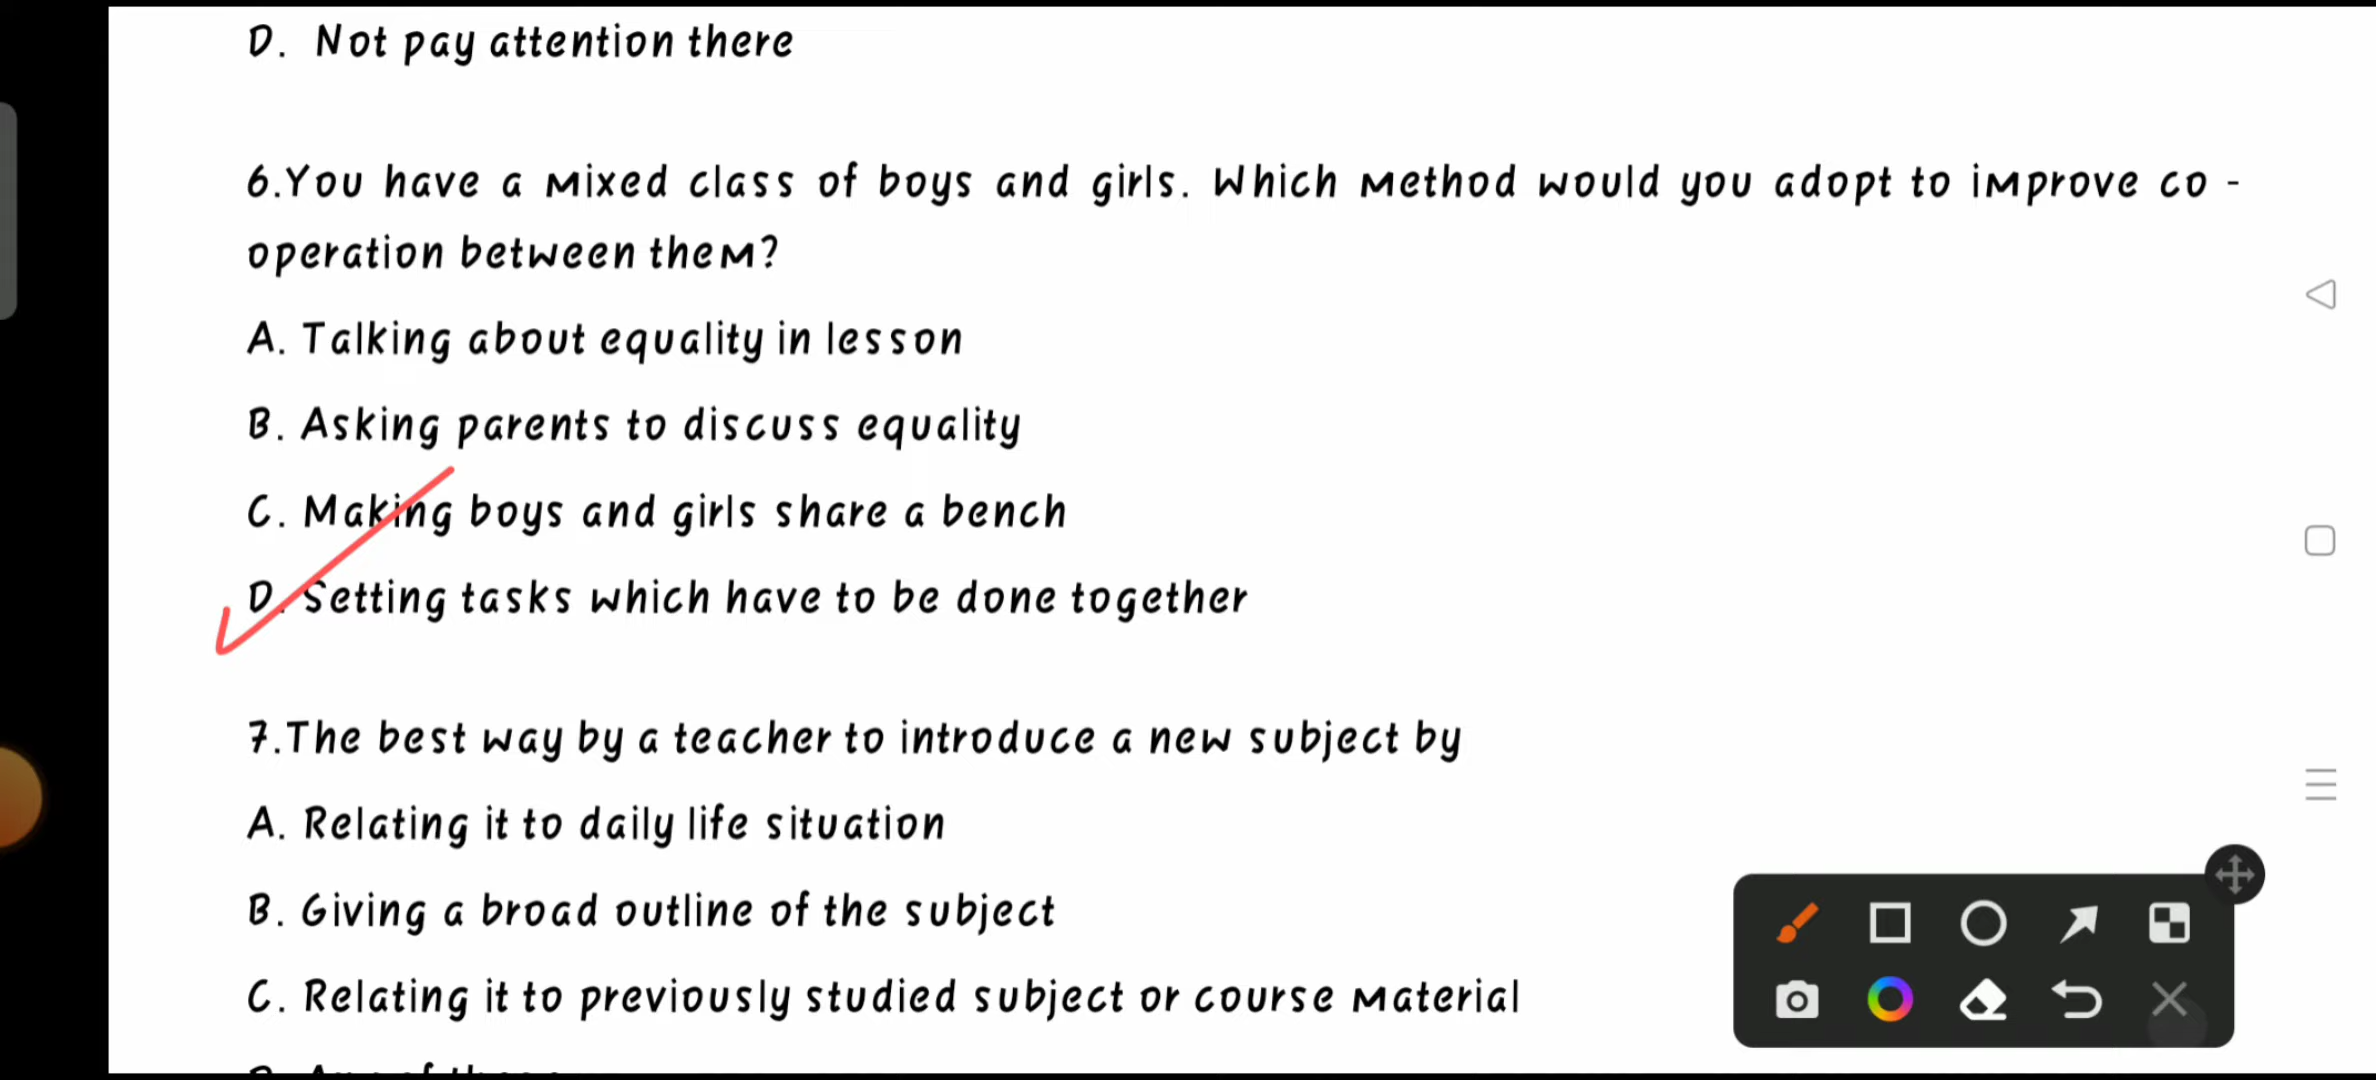 D. Not pay attention there
6.You have a mixed class of boys and girls. Which method would you adopt to improve co -
operation between them?
A. Talking about equality in lesson
B. Asking parents to discuss equality
C. Making boys and girls share a bench
D. Setting tasks which have to be done together
7.The best way by a teacher to introduce a new subject by
A. Relating it to daily life situation
B. Giving a broad outline of the subject
C. Relating it to previously studied subject or course material